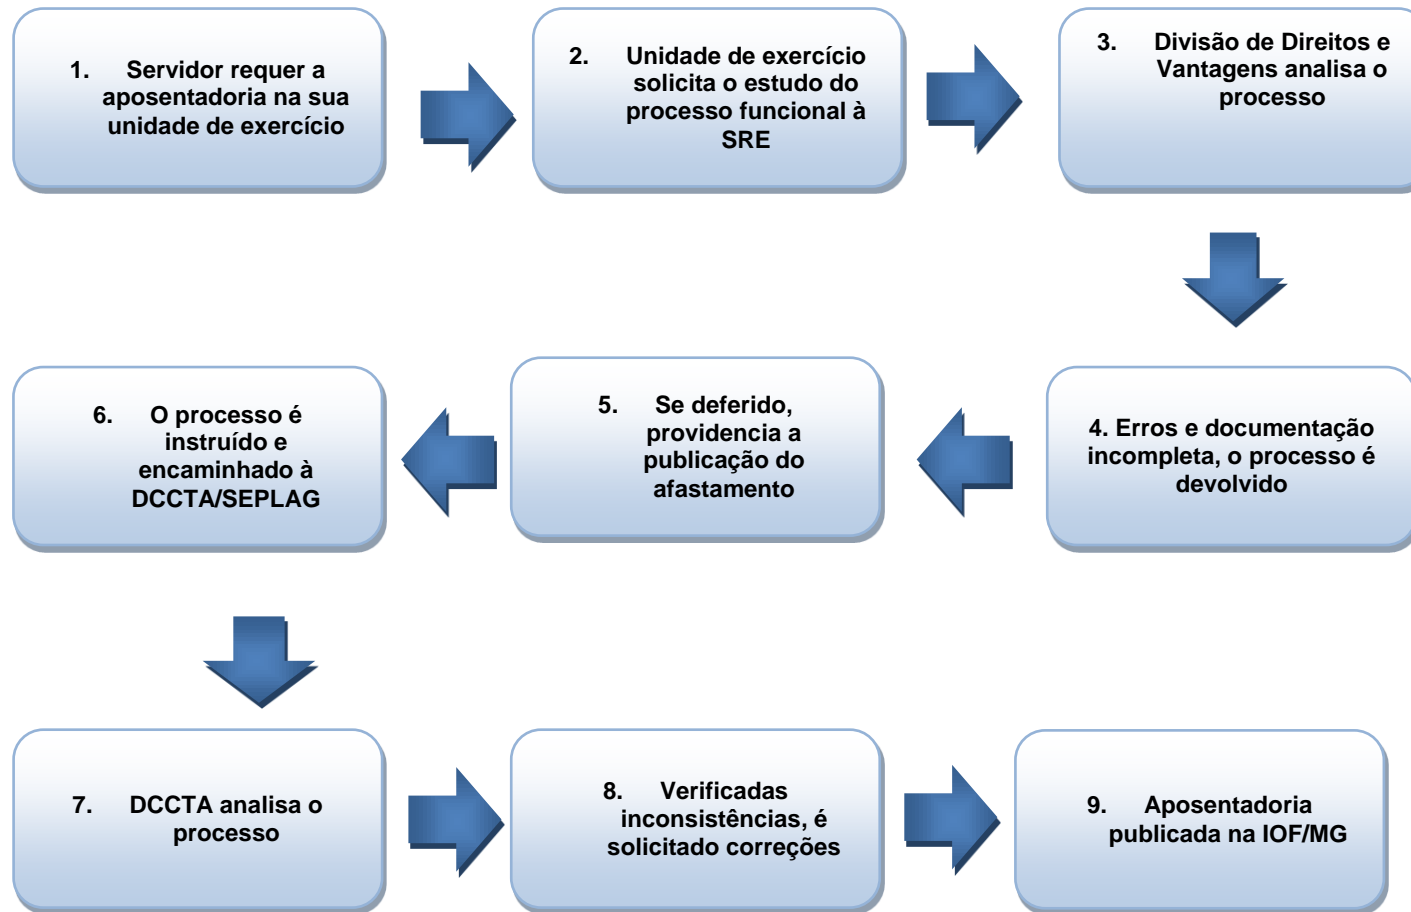 1. Servidor requer a
aposentadoria na sua
unidade de exercício
2. Unidade de exercício
solicita o estudo do
processo funcional à
SRE
3. Divisão de Direitos e
Vantagens analisa o
processo
4. Erros e documentação
incompleta, o processo é
devolvido
5. Se deferido,
providencia a
publicação do
afastamento
6. O processo é
instruído e
encaminhado à
DCCTA/SEPLAG
7. DCCTA analisa o
processo
8. Verificadas
inconsistências, é
solicitado correções
9. Aposentadoria
publicada na IOF/MG